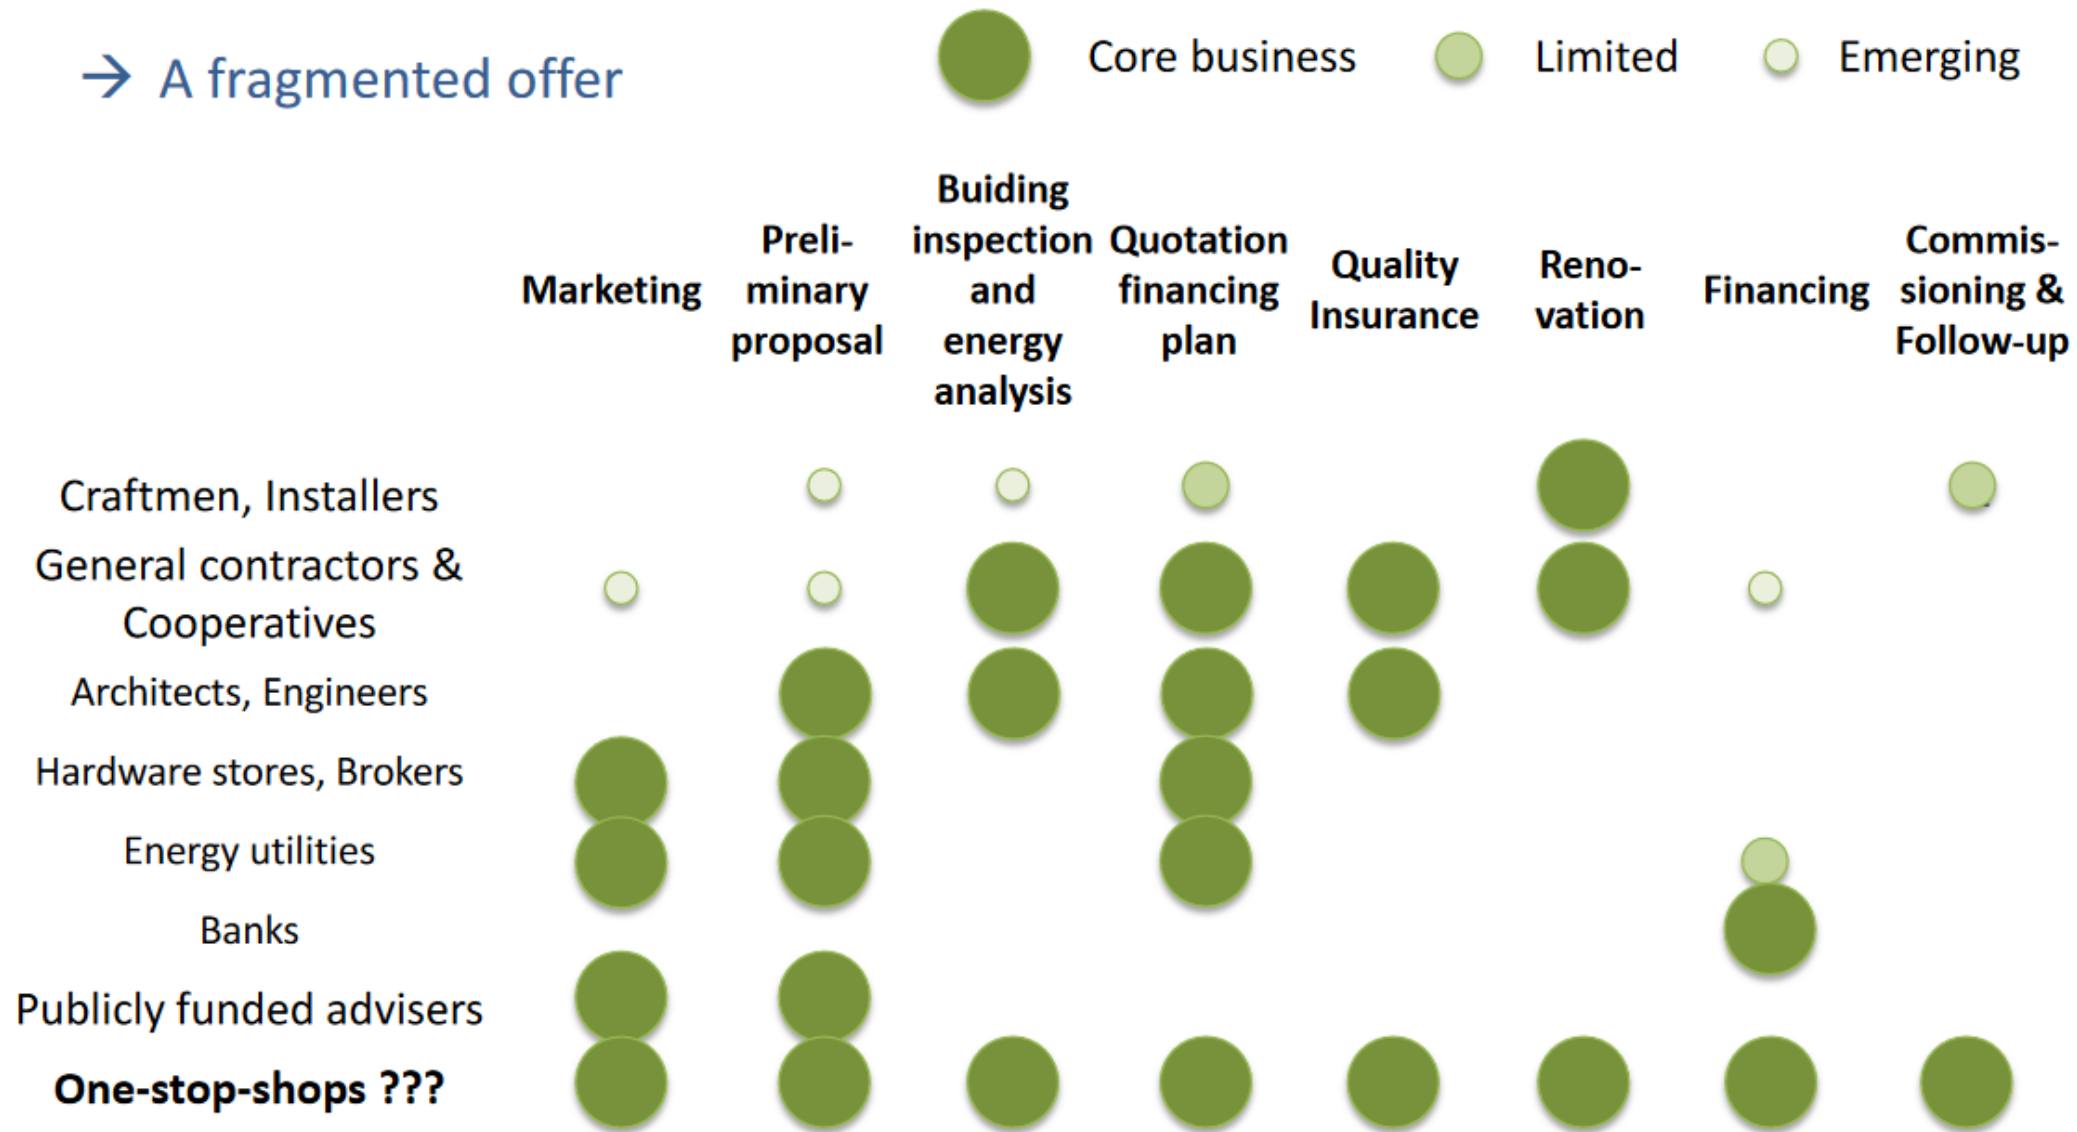 → A fragmented offer
Core business
Limited
Emerging
Marketing
Preli-
minary
proposal
Buiding
inspection
and
energy
analysis
Quotation
financing
plan
Quality
Insurance
Reno-
vation
Financing
Commis-
sioning &
Follow-up
Craftmen, Installers
General contractors &
Cooperatives
Architects, Engineers
Hardware stores, Brokers
Energy utilities
Banks
Publicly funded advisers
One-stop-shops ???